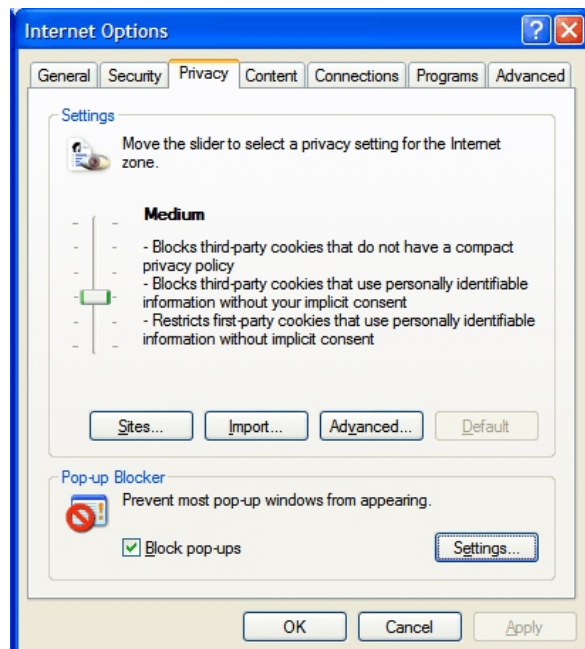 Internet Options
General Security Privacy Content Connections Programs Advanced
Settings
Move the slider to select a privacy setting for the Internet
zone.
Medium
- Blocks third-party cookies that do not have a compact
privacy policy
- Blocks third-party cookies that use personally identifiable
information without your implicit consent
- Restricts first-party cookies that use personally identifiable
information without implicit consent
Sites... Import... Advanced... Default
Pop-up Blocker
Prevent most pop-up windows from appearing.
Block pop-ups
Settings...
OK Cancel Apply